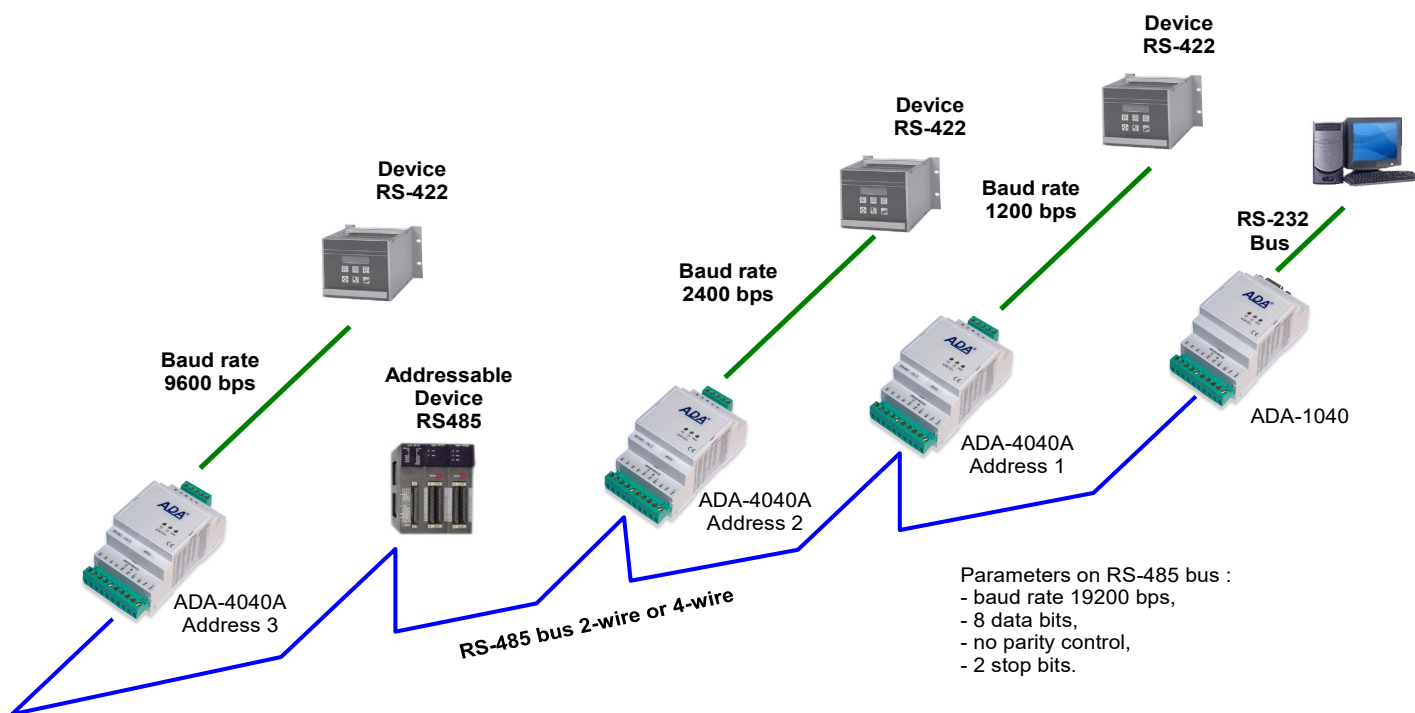 Device
RS-422
Device
RS-422
Device
RS-422
Baud rate
1200 bps
RS-232
Bus
Baud rate
2400 bps
Baud rate
9600 bps
Addressable
Device
RS485
ADA
ADA
ADA
ADA
ADA-1040
ADA-4040A
Address 1
ADA-4040A
Address 2
ADA-4040A
Address 3
RS-485 bus 2-wire or 4-wire
Parameters on RS-485 bus :
- baud rate 19200 bps,
- 8 data bits,
- no parity control,
- 2 stop bits.